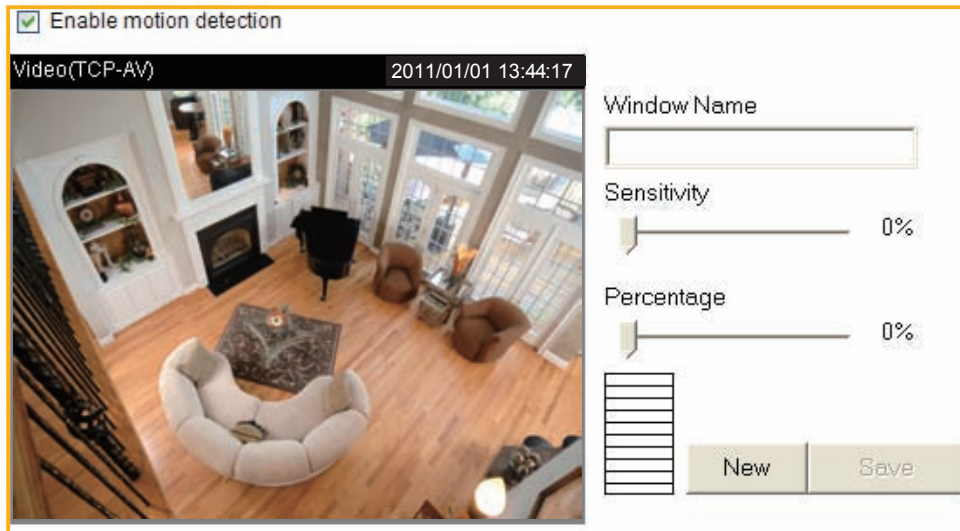 Enable motion detection
Video(TCP-AV) 2011/01/01 13:44:17
Window Name
Sensitivity
0%
Percentage
0%
New
Save